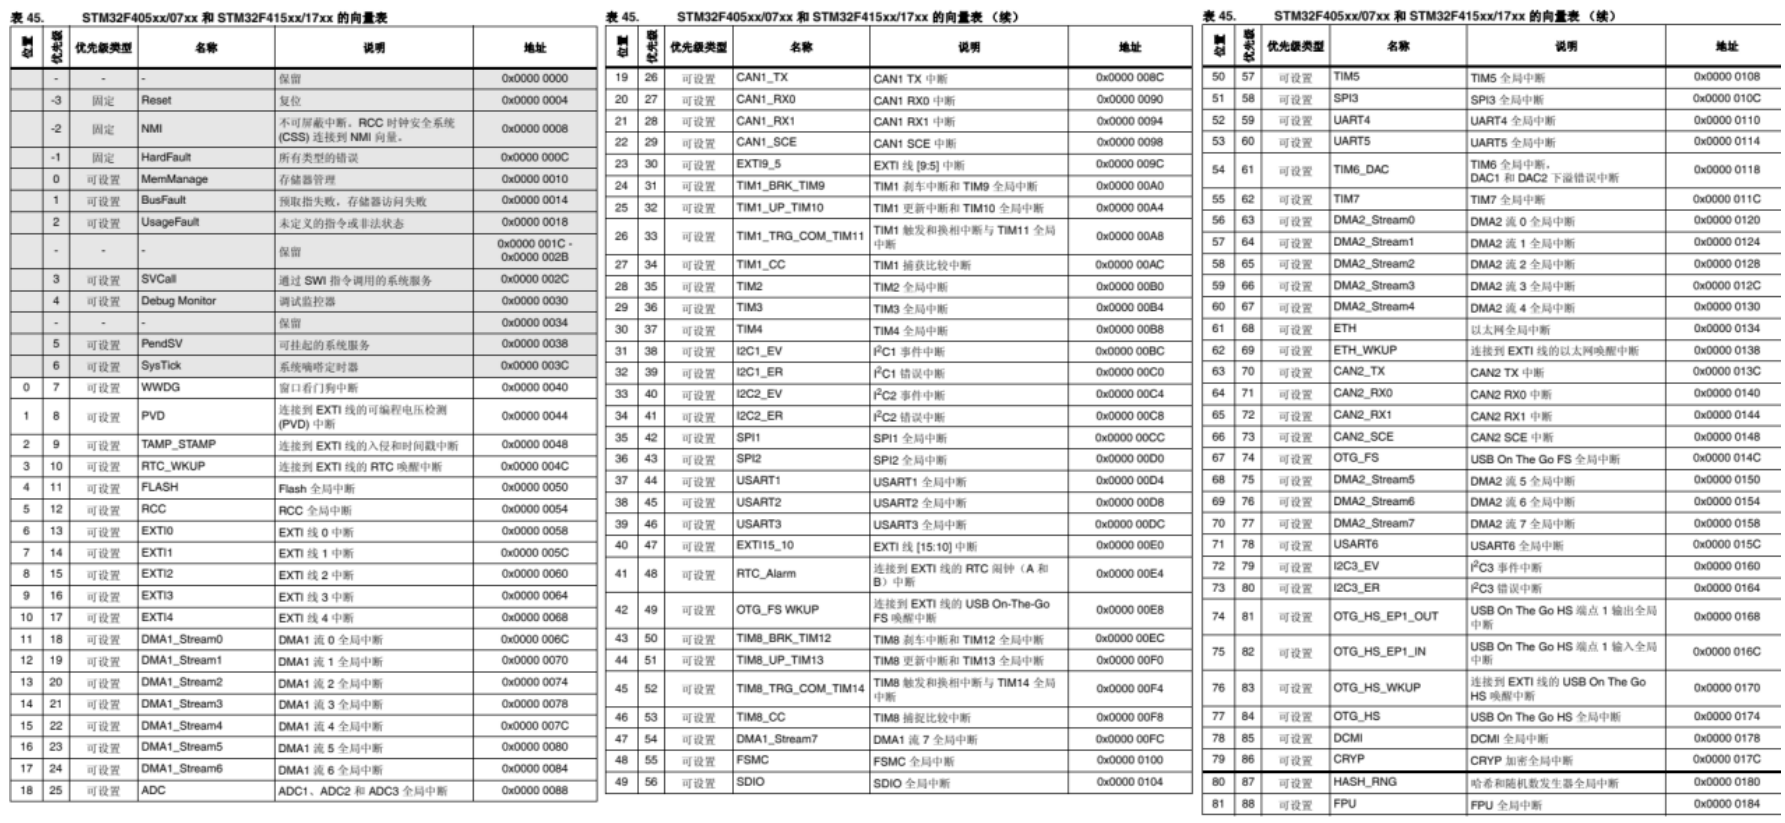 表 45. STM32F405xx/07xx 和 STM32F415xx/17xx 的向量表
位置 优先级 优先级类型 名称 说明 地址
- - - 保留 0x0000 0000
-3 固定 Reset 复位 0x0000 0004
-2 固定 NMI 不可屏蔽中断。RCC 时钟安全系统 0x0000 0008
(CSS) 连接到 NMI 向量。
-1 固定 HardFault 所有类型的错误 0x0000 000C
0 可设置 MemManage 存储器管理 0x0000 0010
1 可设置 BusFault 预取指失败，存储器访问失败 0x0000 0014
2 可设置 UsageFault 未定义的指令或非法状态 0x0000 0018
- - - 保留 0x0000 001C -
0x0000 002B
3 可设置 SVCall 通过 SWI 指令调用的系统服务 0x0000 002C
4 可设置 Debug Monitor 调试监控器 0x0000 0030
- - - 保留 0x0000 0034
5 可设置 PendSV 可挂起的系统服务 0x0000 0038
6 可设置 SysTick 系统嘀嗒定时器 0x0000 003C
0 7 可设置 WWDG 窗口看门狗中断 0x0000 0040
1 8 可设置 PVD 连接到 EXTI 线的可编程电压检测 0x0000 0044
(PVD) 中断
2 9 可设置 TAMP_STAMP 连接到 EXTI 线的入侵和时间戳中断 0x0000 0048
3 10 可设置 RTC_WKUP 连接到 EXTI 线的 RTC 唤醒中断 0x0000 004C
4 11 可设置 FLASH Flash 全局中断 0x0000 0050
5 12 可设置 RCC RCC 全局中断 0x0000 0054
6 13 可设置 EXTI0 EXTI 线 0 中断 0x0000 0058
7 14 可设置 EXTI1 EXTI 线 1 中断 0x0000 005C
8 15 可设置 EXTI2 EXTI 线 2 中断 0x0000 0060
9 16 可设置 EXTI3 EXTI 线 3 中断 0x0000 0064
10 17 可设置 EXTI4 EXTI 线 4 中断 0x0000 0068
11 18 可设置 DMA1_Stream0 DMA1 流 0 全局中断 0x0000 006C
12 19 可设置 DMA1_Stream1 DMA1 流 1 全局中断 0x0000 0070
13 20 可设置 DMA1_Stream2 DMA1 流 2 全局中断 0x0000 0074
14 21 可设置 DMA1_Stream3 DMA1 流 3 全局中断 0x0000 0078
15 22 可设置 DMA1_Stream4 DMA1 流 4 全局中断 0x0000 007C
16 23 可设置 DMA1_Stream5 DMA1 流 5 全局中断 0x0000 0080
17 24 可设置 DMA1_Stream6 DMA1 流 6 全局中断 0x0000 0084
18 25 可设置 ADC ADC1、ADC2 和 ADC3 全局中断 0x0000 0088
表 45. STM32F405xx/07xx 和 STM32F415xx/17xx 的向量表 （续）
位置 优先级 优先级类型 名称 说明 地址
19 26 可设置 CAN1_TX CAN1 TX 中断 0x0000 008C
20 27 可设置 CAN1_RX0 CAN1 RX0 中断 0x0000 0090
21 28 可设置 CAN1_RX1 CAN1 RX1 中断 0x0000 0094
22 29 可设置 CAN1_SCE CAN1 SCE 中断 0x0000 0098
23 30 可设置 EXTI9_5 EXTI 线 [9:5] 中断 0x0000 009C
24 31 可设置 TIM1_BRK_TIM9 TIM1 刹车中断和 TIM9 全局中断 0x0000 00A0
25 32 可设置 TIM1_UP_TIM10 TIM1 更新中断和 TIM10 全局中断 0x0000 00A4
26 33 可设置 TIM1_TRG_COM_TIM11 TIM1 触发和换相中断与 TIM11 全局 0x0000 00A8
中断
27 34 可设置 TIM1_CC TIM1 捕获比较中断 0x0000 00AC
28 35 可设置 TIM2 TIM2 全局中断 0x0000 00B0
29 36 可设置 TIM3 TIM3 全局中断 0x0000 00B4
30 37 可设置 TIM4 TIM4 全局中断 0x0000 00B8
31 38 可设置 I2C1_EV I²C1 事件中断 0x0000 00BC
32 39 可设置 I2C1_ER I²C1 错误中断 0x0000 00C0
33 40 可设置 I2C2_EV I²C2 事件中断 0x0000 00C4
34 41 可设置 I2C2_ER I²C2 错误中断 0x0000 00C8
35 42 可设置 SPI1 SPI1 全局中断 0x0000 00CC
36 43 可设置 SPI2 SPI2 全局中断 0x0000 00D0
37 44 可设置 USART1 USART1 全局中断 0x0000 00D4
38 45 可设置 USART2 USART2 全局中断 0x0000 00D8
39 46 可设置 USART3 USART3 全局中断 0x0000 00DC
40 47 可设置 EXTI15_10 EXTI 线 [15:10] 中断 0x0000 00E0
41 48 可设置 RTC_Alarm 连接到 EXTI 线的 RTC 闹钟（A 和 0x0000 00E4
B）中断
42 49 可设置 OTG_FS WKUP 连接到 EXTI 线的 USB On-The-Go 0x0000 00E8
FS 唤醒中断
43 50 可设置 TIM8_BRK_TIM12 TIM8 刹车中断和 TIM12 全局中断 0x0000 00EC
44 51 可设置 TIM8_UP_TIM13 TIM8 更新中断和 TIM13 全局中断 0x0000 00F0
45 52 可设置 TIM8_TRG_COM_TIM14 TIM8 触发和换相中断与 TIM14 全局 0x0000 00F4
中断
46 53 可设置 TIM8_CC TIM8 捕捉比较中断 0x0000 00F8
47 54 可设置 DMA1_Stream7 DMA1 流 7 全局中断 0x0000 00FC
48 55 可设置 FSMC FSMC 全局中断 0x0000 0100
49 56 可设置 SDIO SDIO 全局中断 0x0000 0104
表 45. STM32F405xx/07xx 和 STM32F415xx/17xx 的向量表 （续）
位置 优先级 优先级类型 名称 说明 地址
50 57 可设置 TIM5 TIM5 全局中断 0x0000 0108
51 58 可设置 SPI3 SPI3 全局中断 0x0000 010C
52 59 可设置 UART4 UART4 全局中断 0x0000 0110
53 60 可设置 UART5 UART5 全局中断 0x0000 0114
54 61 可设置 TIM6_DAC TIM6 全局中断， 0x0000 0118
DAC1 和 DAC2 下溢错误中断
55 62 可设置 TIM7 TIM7 全局中断 0x0000 011C
56 63 可设置 DMA2_Stream0 DMA2 流 0 全局中断 0x0000 0120
57 64 可设置 DMA2_Stream1 DMA2 流 1 全局中断 0x0000 0124
58 65 可设置 DMA2_Stream2 DMA2 流 2 全局中断 0x0000 0128
59 66 可设置 DMA2_Stream3 DMA2 流 3 全局中断 0x0000 012C
60 67 可设置 DMA2_Stream4 DMA2 流 4 全局中断 0x0000 0130
61 68 可设置 ETH 以太网全局中断 0x0000 0134
62 69 可设置 ETH_WKUP 连接到 EXTI 线的以太网唤醒中断 0x0000 0138
63 70 可设置 CAN2_TX CAN2 TX 中断 0x0000 013C
64 71 可设置 CAN2_RX0 CAN2 RX0 中断 0x0000 0140
65 72 可设置 CAN2_RX1 CAN2 RX1 中断 0x0000 0144
66 73 可设置 CAN2_SCE CAN2 SCE 中断 0x0000 0148
67 74 可设置 OTG_FS USB On The Go FS 全局中断 0x0000 014C
68 75 可设置 DMA2_Stream5 DMA2 流 5 全局中断 0x0000 0150
69 76 可设置 DMA2_Stream6 DMA2 流 6 全局中断 0x0000 0154
70 77 可设置 DMA2_Stream7 DMA2 流 7 全局中断 0x0000 0158
71 78 可设置 USART6 USART6 全局中断 0x0000 015C
72 79 可设置 I2C3_EV I²C3 事件中断 0x0000 0160
73 80 可设置 I2C3_ER I²C3 错误中断 0x0000 0164
74 81 可设置 OTG_HS_EP1_OUT USB On The Go HS 端点 1 输出全局 0x0000 0168
中断
75 82 可设置 OTG_HS_EP1_IN USB On The Go HS 端点 1 输入全局 0x0000 016C
中断
76 83 可设置 OTG_HS_WKUP 连接到 EXTI 线的 USB On The Go 0x0000 0170
HS 唤醒中断
77 84 可设置 OTG_HS USB On The Go HS 全局中断 0x0000 0174
78 85 可设置 DCMI DCMI 全局中断 0x0000 0178
79 86 可设置 CRYP CRYP 加密全局中断 0x0000 017C
80 87 可设置 HASH_RNG 哈希和随机数发生器全局中断 0x0000 0180
81 88 可设置 FPU FPU 全局中断 0x0000 0184